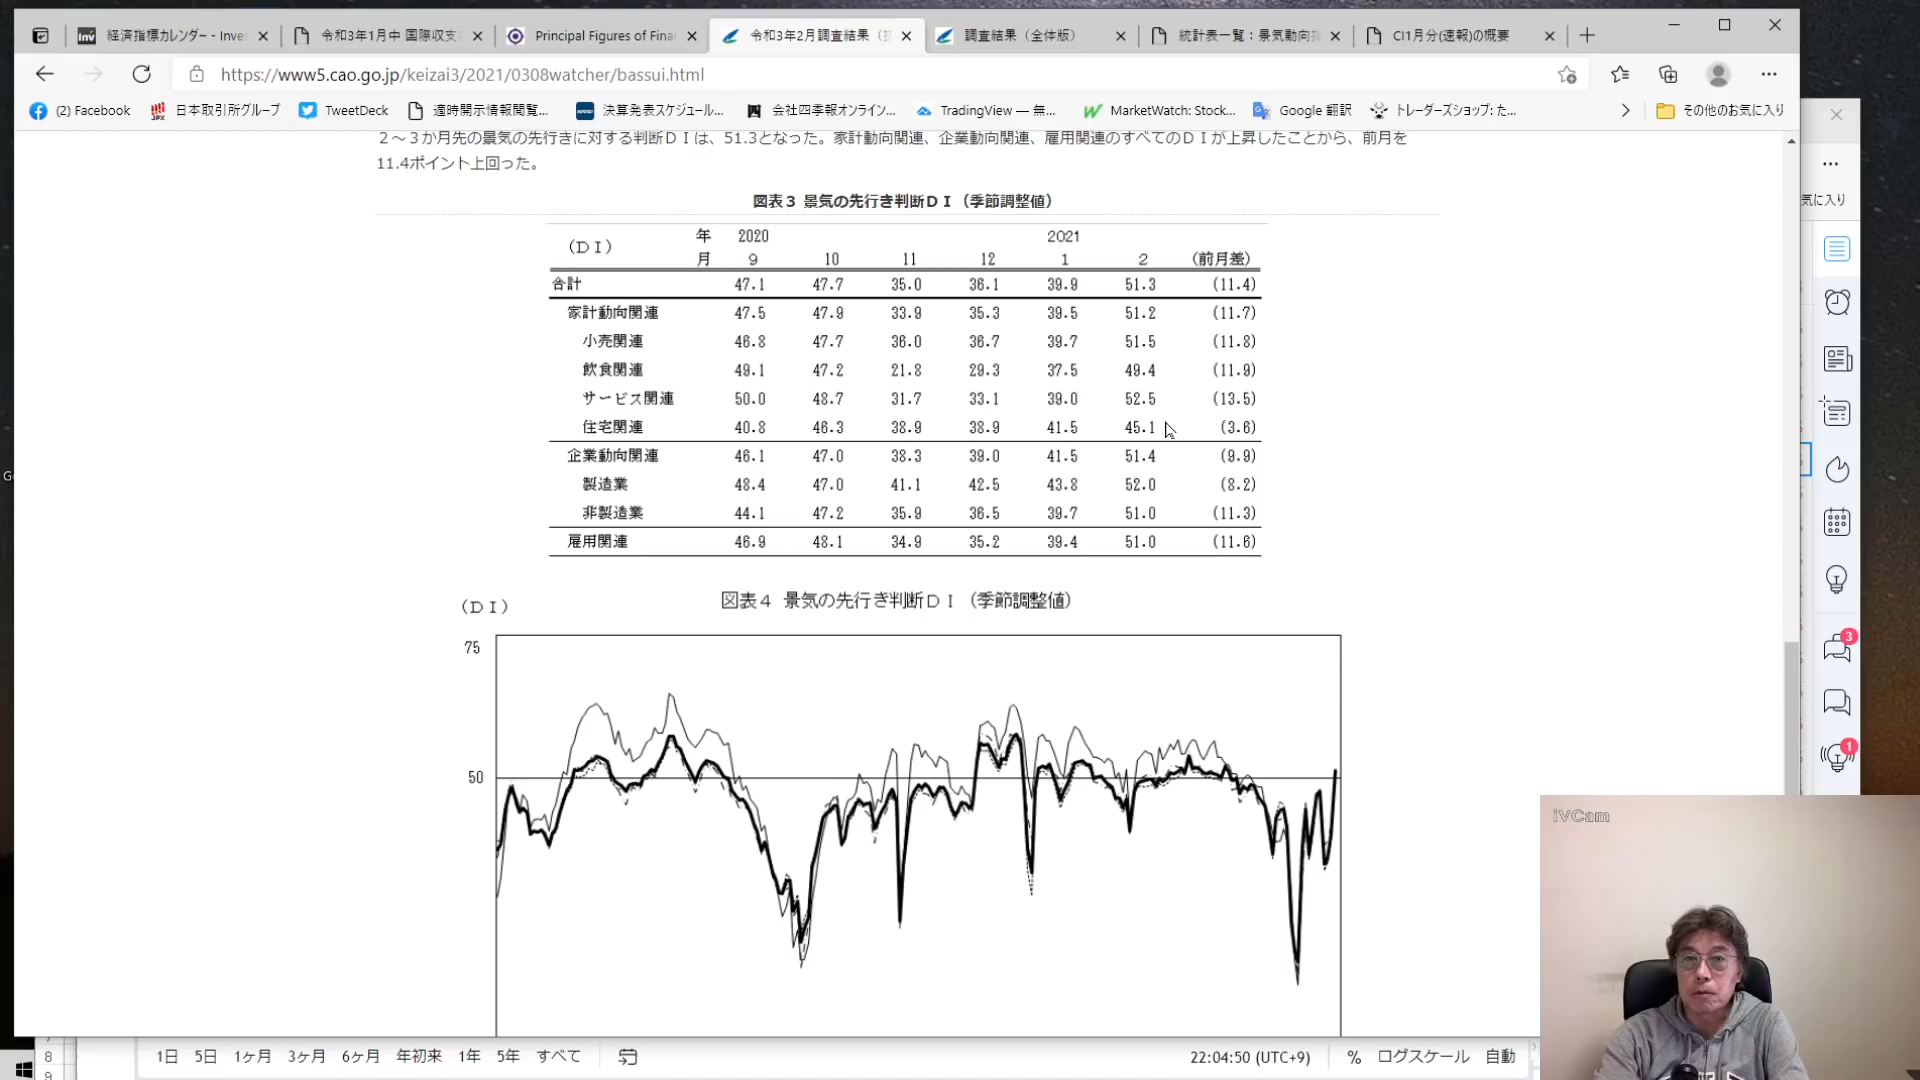 経済指標カレンダー - Inves
令和3年1月中 国際収支
Principal Figures of Finan
令和3年2月調査結果（抜
調査結果（全体版）
統計表一覧：景気動向指
CI1月分(速報)の概要
https://www5.cao.go.jp/keizai3/2021/0308watcher/bassui.html
(2) Facebook
日本取引所グループ
TweetDeck
適時開示情報閲覧...
決算発表スケジュール...
会社四季報オンライン...
TradingView — 無...
MarketWatch: Stock...
Google 翻訳
トレーダーズショップ: た...
その他のお気に入り
気に入り
２～３か月先の景気の先行きに対する判断ＤＩは、51.3となった。家計動向関連、企業動向関連、雇用関連のすべてのＤＩが上昇したことから、前月を
11.4ポイント上回った。
図表３ 景気の先行き判断ＤＩ（季節調整値）
（ＤＩ） 年 2020 2021
月 9 10 11 12 1 2 (前月差)
合計 47.1 47.7 35.0 36.1 39.9 51.3 (11.4)
家計動向関連 47.5 47.9 33.9 35.3 39.5 51.2 (11.7)
小売関連 46.8 47.7 36.0 36.7 39.7 51.5 (11.8)
飲食関連 49.1 47.2 21.8 29.3 37.5 49.4 (11.9)
サービス関連 50.0 48.7 31.7 33.1 39.0 52.5 (13.5)
住宅関連 40.8 46.3 38.9 38.9 41.5 45.1 (3.6)
企業動向関連 46.1 47.0 38.3 39.0 41.5 51.4 (9.9)
製造業 48.4 47.0 41.1 42.5 43.8 52.0 (8.2)
非製造業 44.1 47.2 35.9 36.5 39.7 51.0 (11.3)
雇用関連 46.9 48.1 34.9 35.2 39.4 51.0 (11.6)
（ＤＩ）
図表４ 景気の先行き判断ＤＩ（季節調整値）
75
50
3
1
iVCam
8
9
1日 5日 1ヶ月 3ヶ月 6ヶ月 年初来 1年 5年 すべて
22:04:50 (UTC+9)
% ログスケール 自動